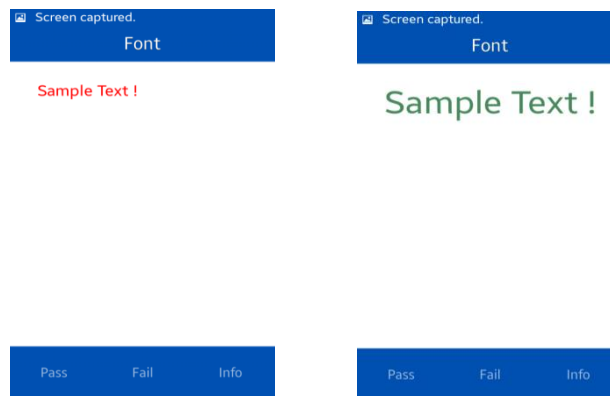 Screen captured.
Font
Sample Text !
Pass Fail Info
Screen captured.
Font
Sample Text !
Pass Fail Info